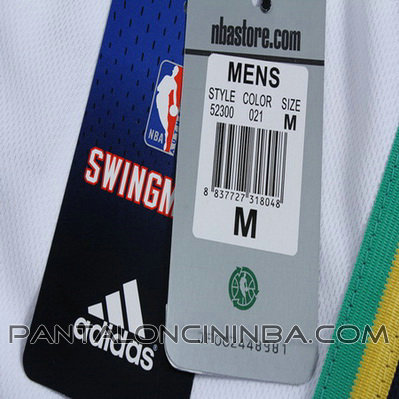 nbastore.com
MENS
STYLE COLOR SIZE
52300 021 M
8 837727 318048
M
NBA
SWINGM
adidas
PANTALONCININBA.COM